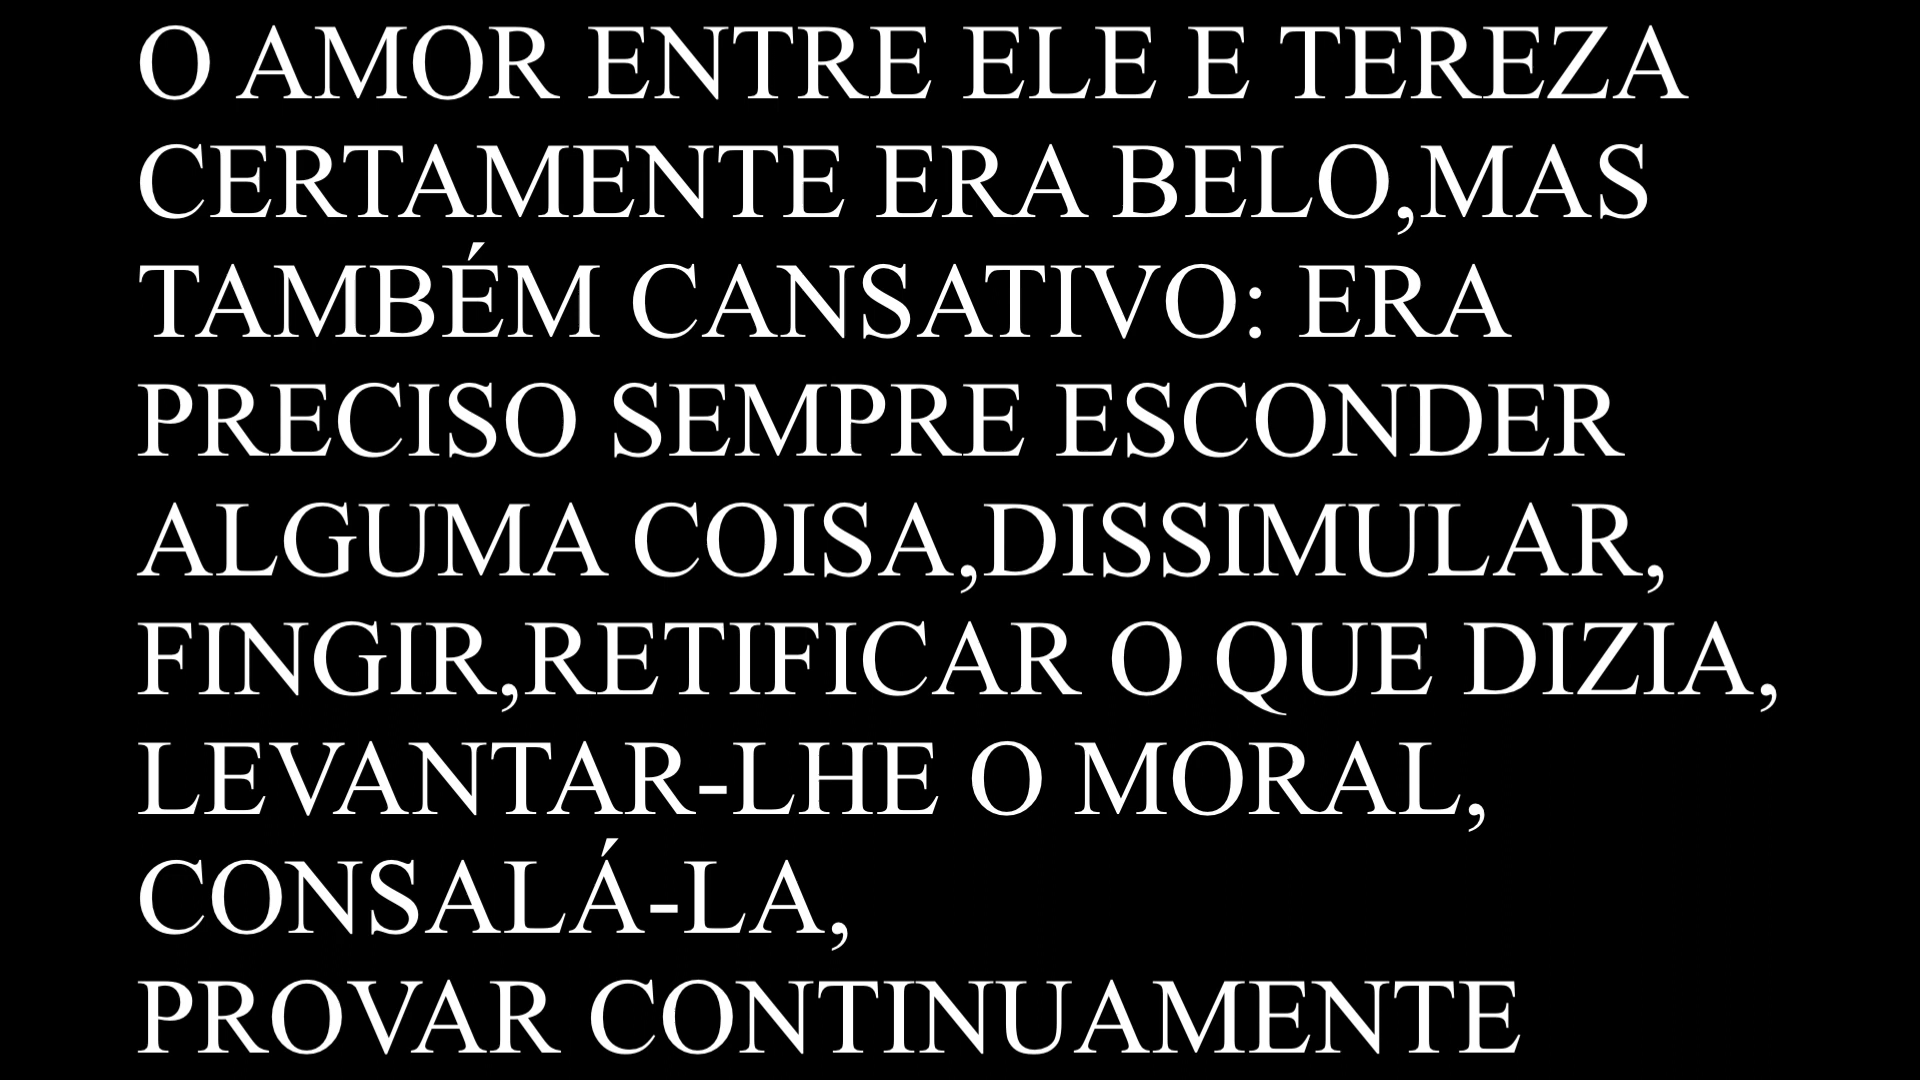 O AMOR ENTRE ELE E TEREZA
CERTAMENTE ERA BELO,MAS
TAMBÉM CANSATIVO: ERA
PRECISO SEMPRE ESCONDER
ALGUMA COISA,DISSIMULAR,
FINGIR,RETIFICAR O QUE DIZIA,
LEVANTAR-LHE O MORAL,
CONSALÁ-LA,
PROVAR CONTINUAMENTE